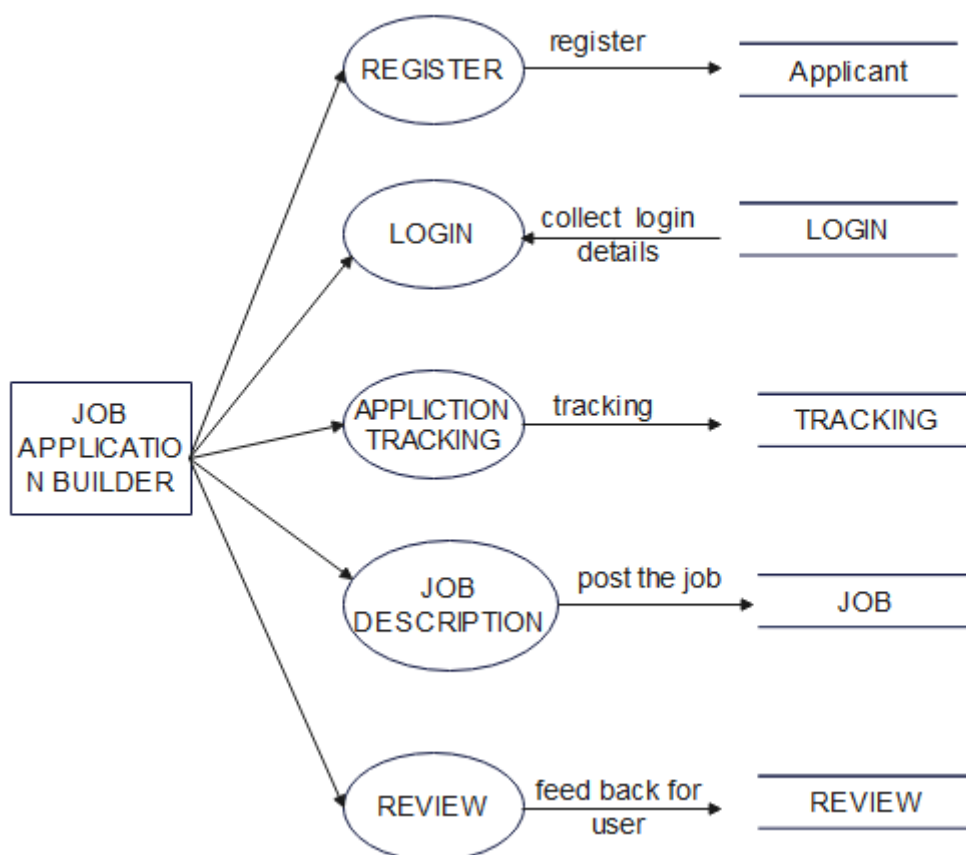 register
REGISTER
Applicant
collect login
LOGIN
details
LOGIN
JOB
APPLICATIO
N BUILDER
APPLICTION
TRACKING
tracking
TRACKING
JOB
DESCRIPTION
post the job
JOB
REVIEW
feed back for
user
REVIEW